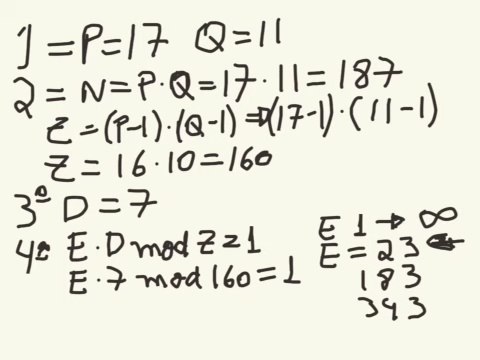 1 = P = 17 Q = 11
2 = N = P · Q = 17 · 11 = 187
Z = (P-1) · (Q-1) ⇒ (17-1) · (11-1)
Z = 16 · 10 = 160
3º D = 7
4º E · D mod Z = 1
E · 7 mod 160 = 1
E 1 → ∞
E = 23 ←
183
343